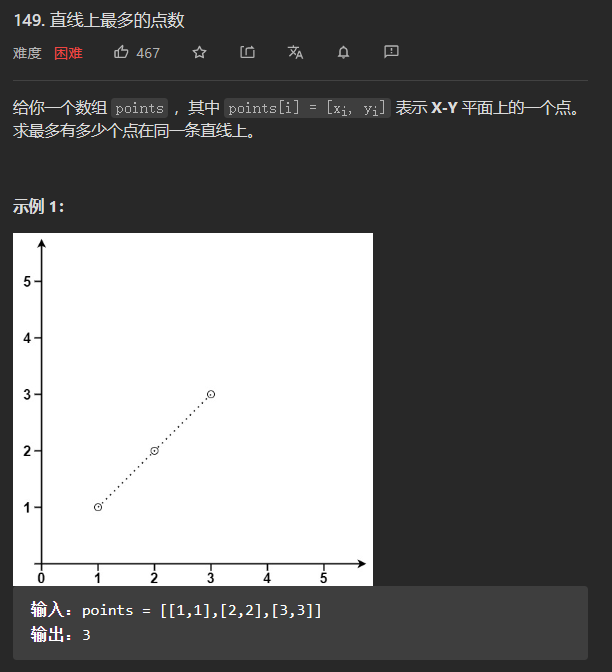 149. 直线上最多的点数
难度 困难 467
给你一个数组 points ，其中 points[i] = [xi, yi] 表示 X-Y 平面上的一个点。
求最多有多少个点在同一条直线上。
示例 1：
5
4
3
2
1
0 1 2 3 4 5
输入：points = [[1,1],[2,2],[3,3]]
输出：3